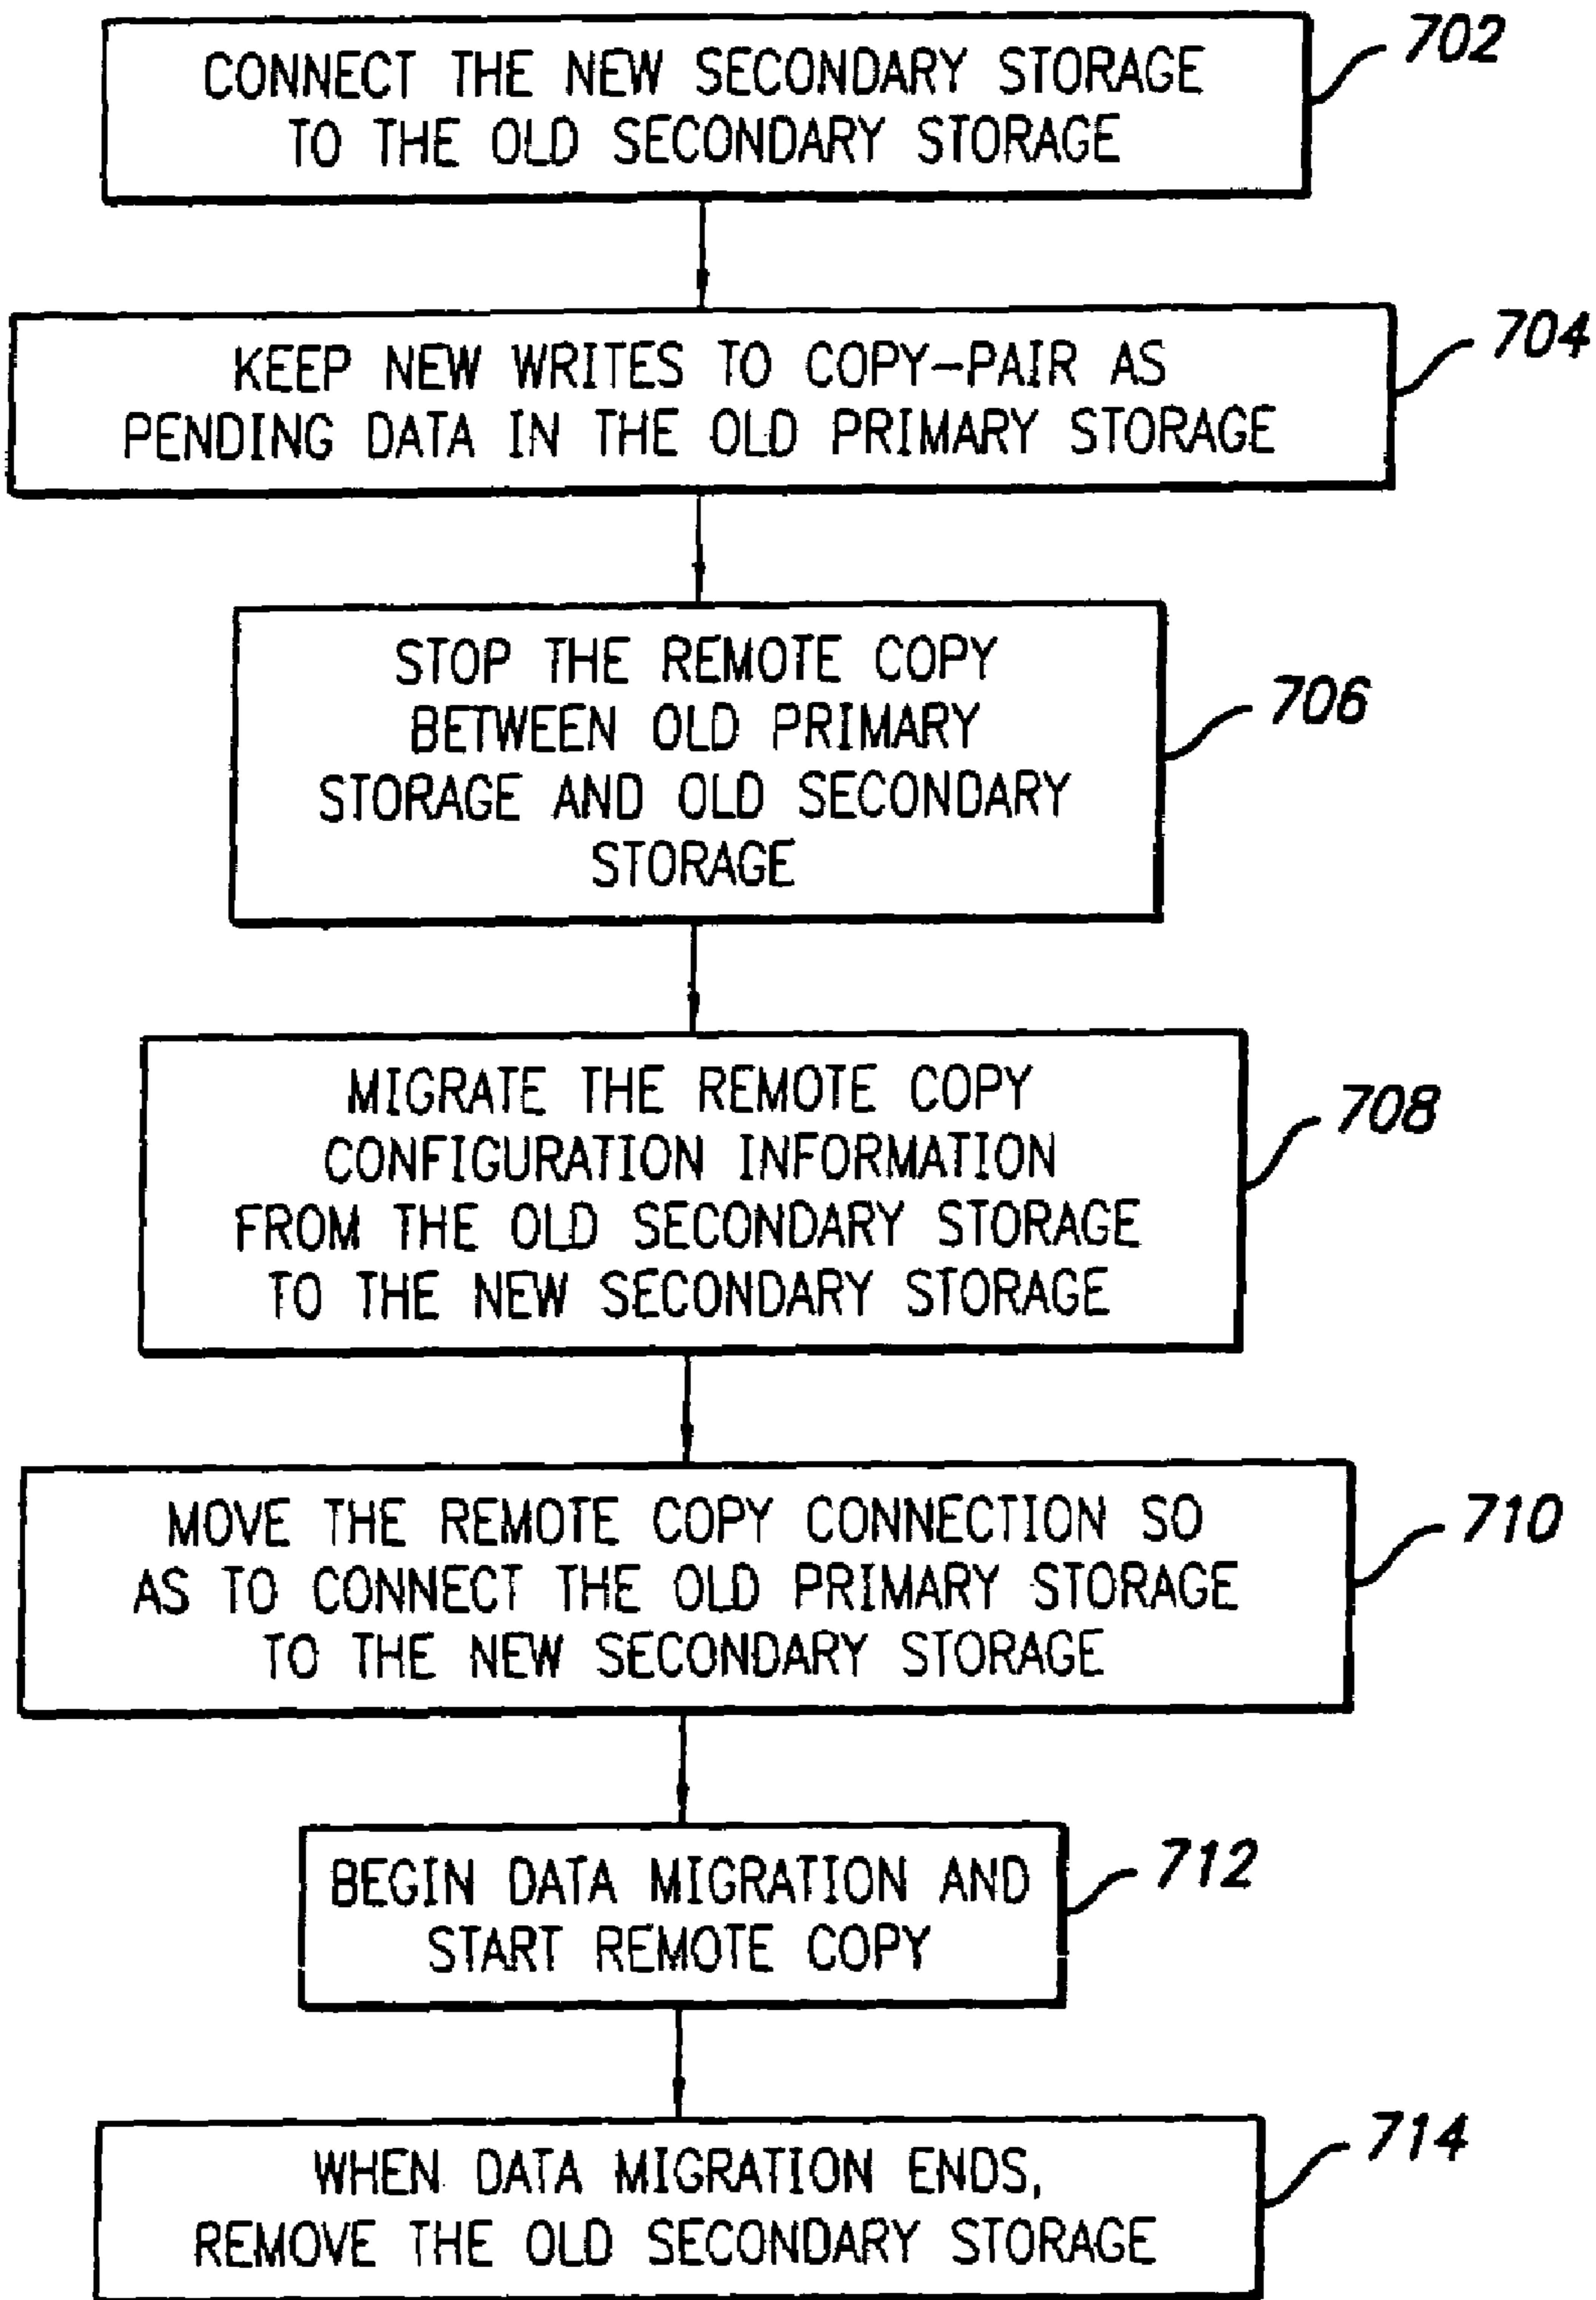 CONNECT THE NEW SECONDARY STORAGE
TO THE OLD SECONDARY STORAGE
702
KEEP NEW WRITES TO COPY-PAIR AS
PENDING DATA IN THE OLD PRIMARY STORAGE
704
STOP THE REMOTE COPY
BETWEEN OLD PRIMARY
STORAGE AND OLD SECONDARY
STORAGE
706
MIGRATE THE REMOTE COPY
CONFIGURATION INFORMATION
FROM THE OLD SECONDARY STORAGE
TO THE NEW SECONDARY STORAGE
708
MOVE THE REMOTE COPY CONNECTION SO
AS TO CONNECT THE OLD PRIMARY STORAGE
TO THE NEW SECONDARY STORAGE
710
BEGIN DATA MIGRATION AND
START REMOTE COPY
712
WHEN DATA MIGRATION ENDS,
REMOVE THE OLD SECONDARY STORAGE
714